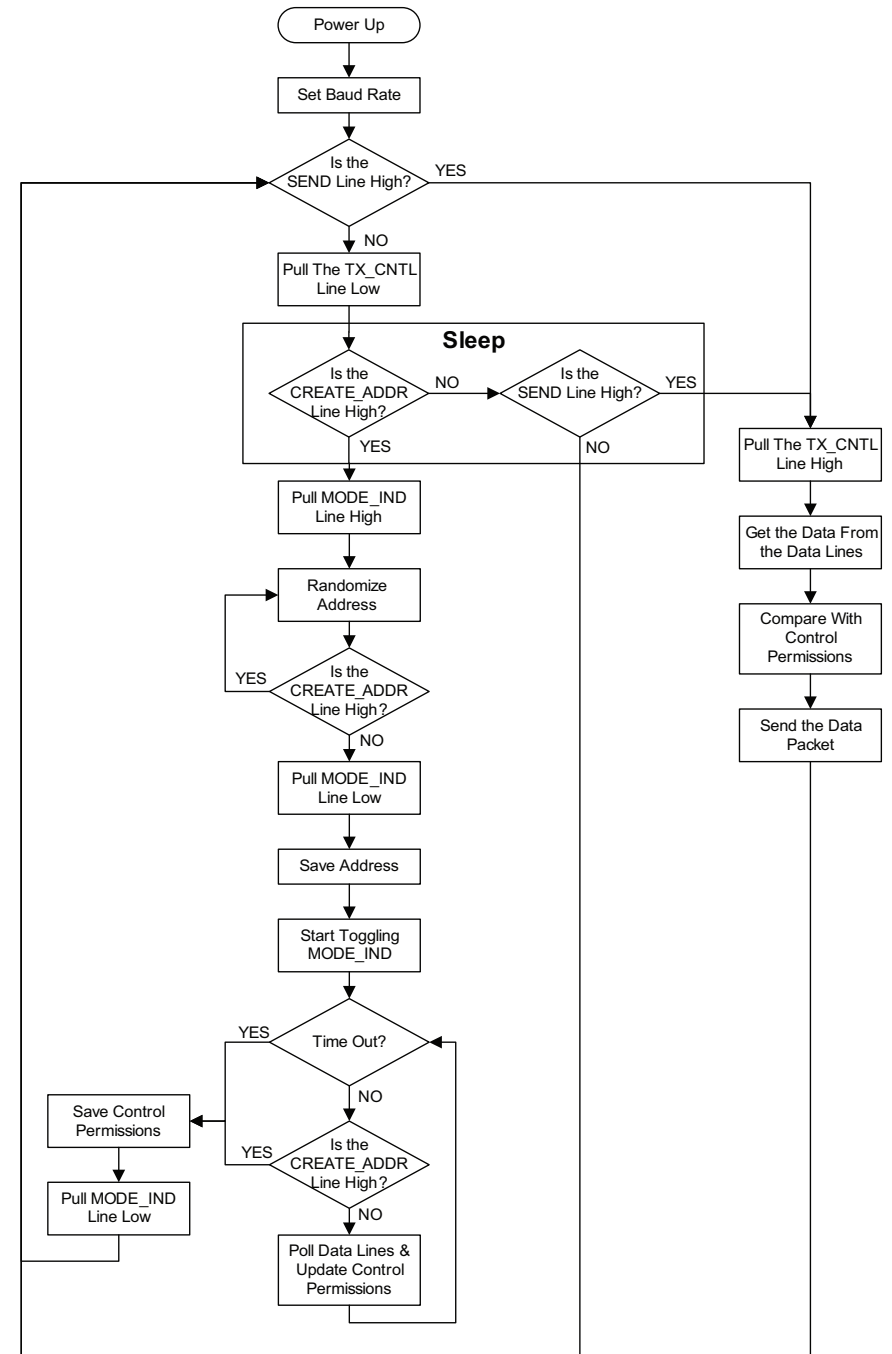 Power Up
Set Baud Rate
Is the
SEND Line High?
YES
NO
Pull The TX_CNTL
Line Low
Sleep
Is the
CREATE_ADDR
Line High?
NO
Is the
SEND Line High?
YES
YES
NO
Pull The TX_CNTL
Line High
Pull MODE_IND
Line High
Get the Data From
the Data Lines
Randomize
Address
Compare With
Control
Permissions
Is the
CREATE_ADDR
Line High?
YES
NO
Send the Data
Packet
Pull MODE_IND
Line Low
Save Address
Start Toggling
MODE_IND
Time Out?
YES
NO
Save Control
Permissions
Is the
CREATE_ADDR
Line High?
YES
NO
Pull MODE_IND
Line Low
Poll Data Lines &
Update Control
Permissions